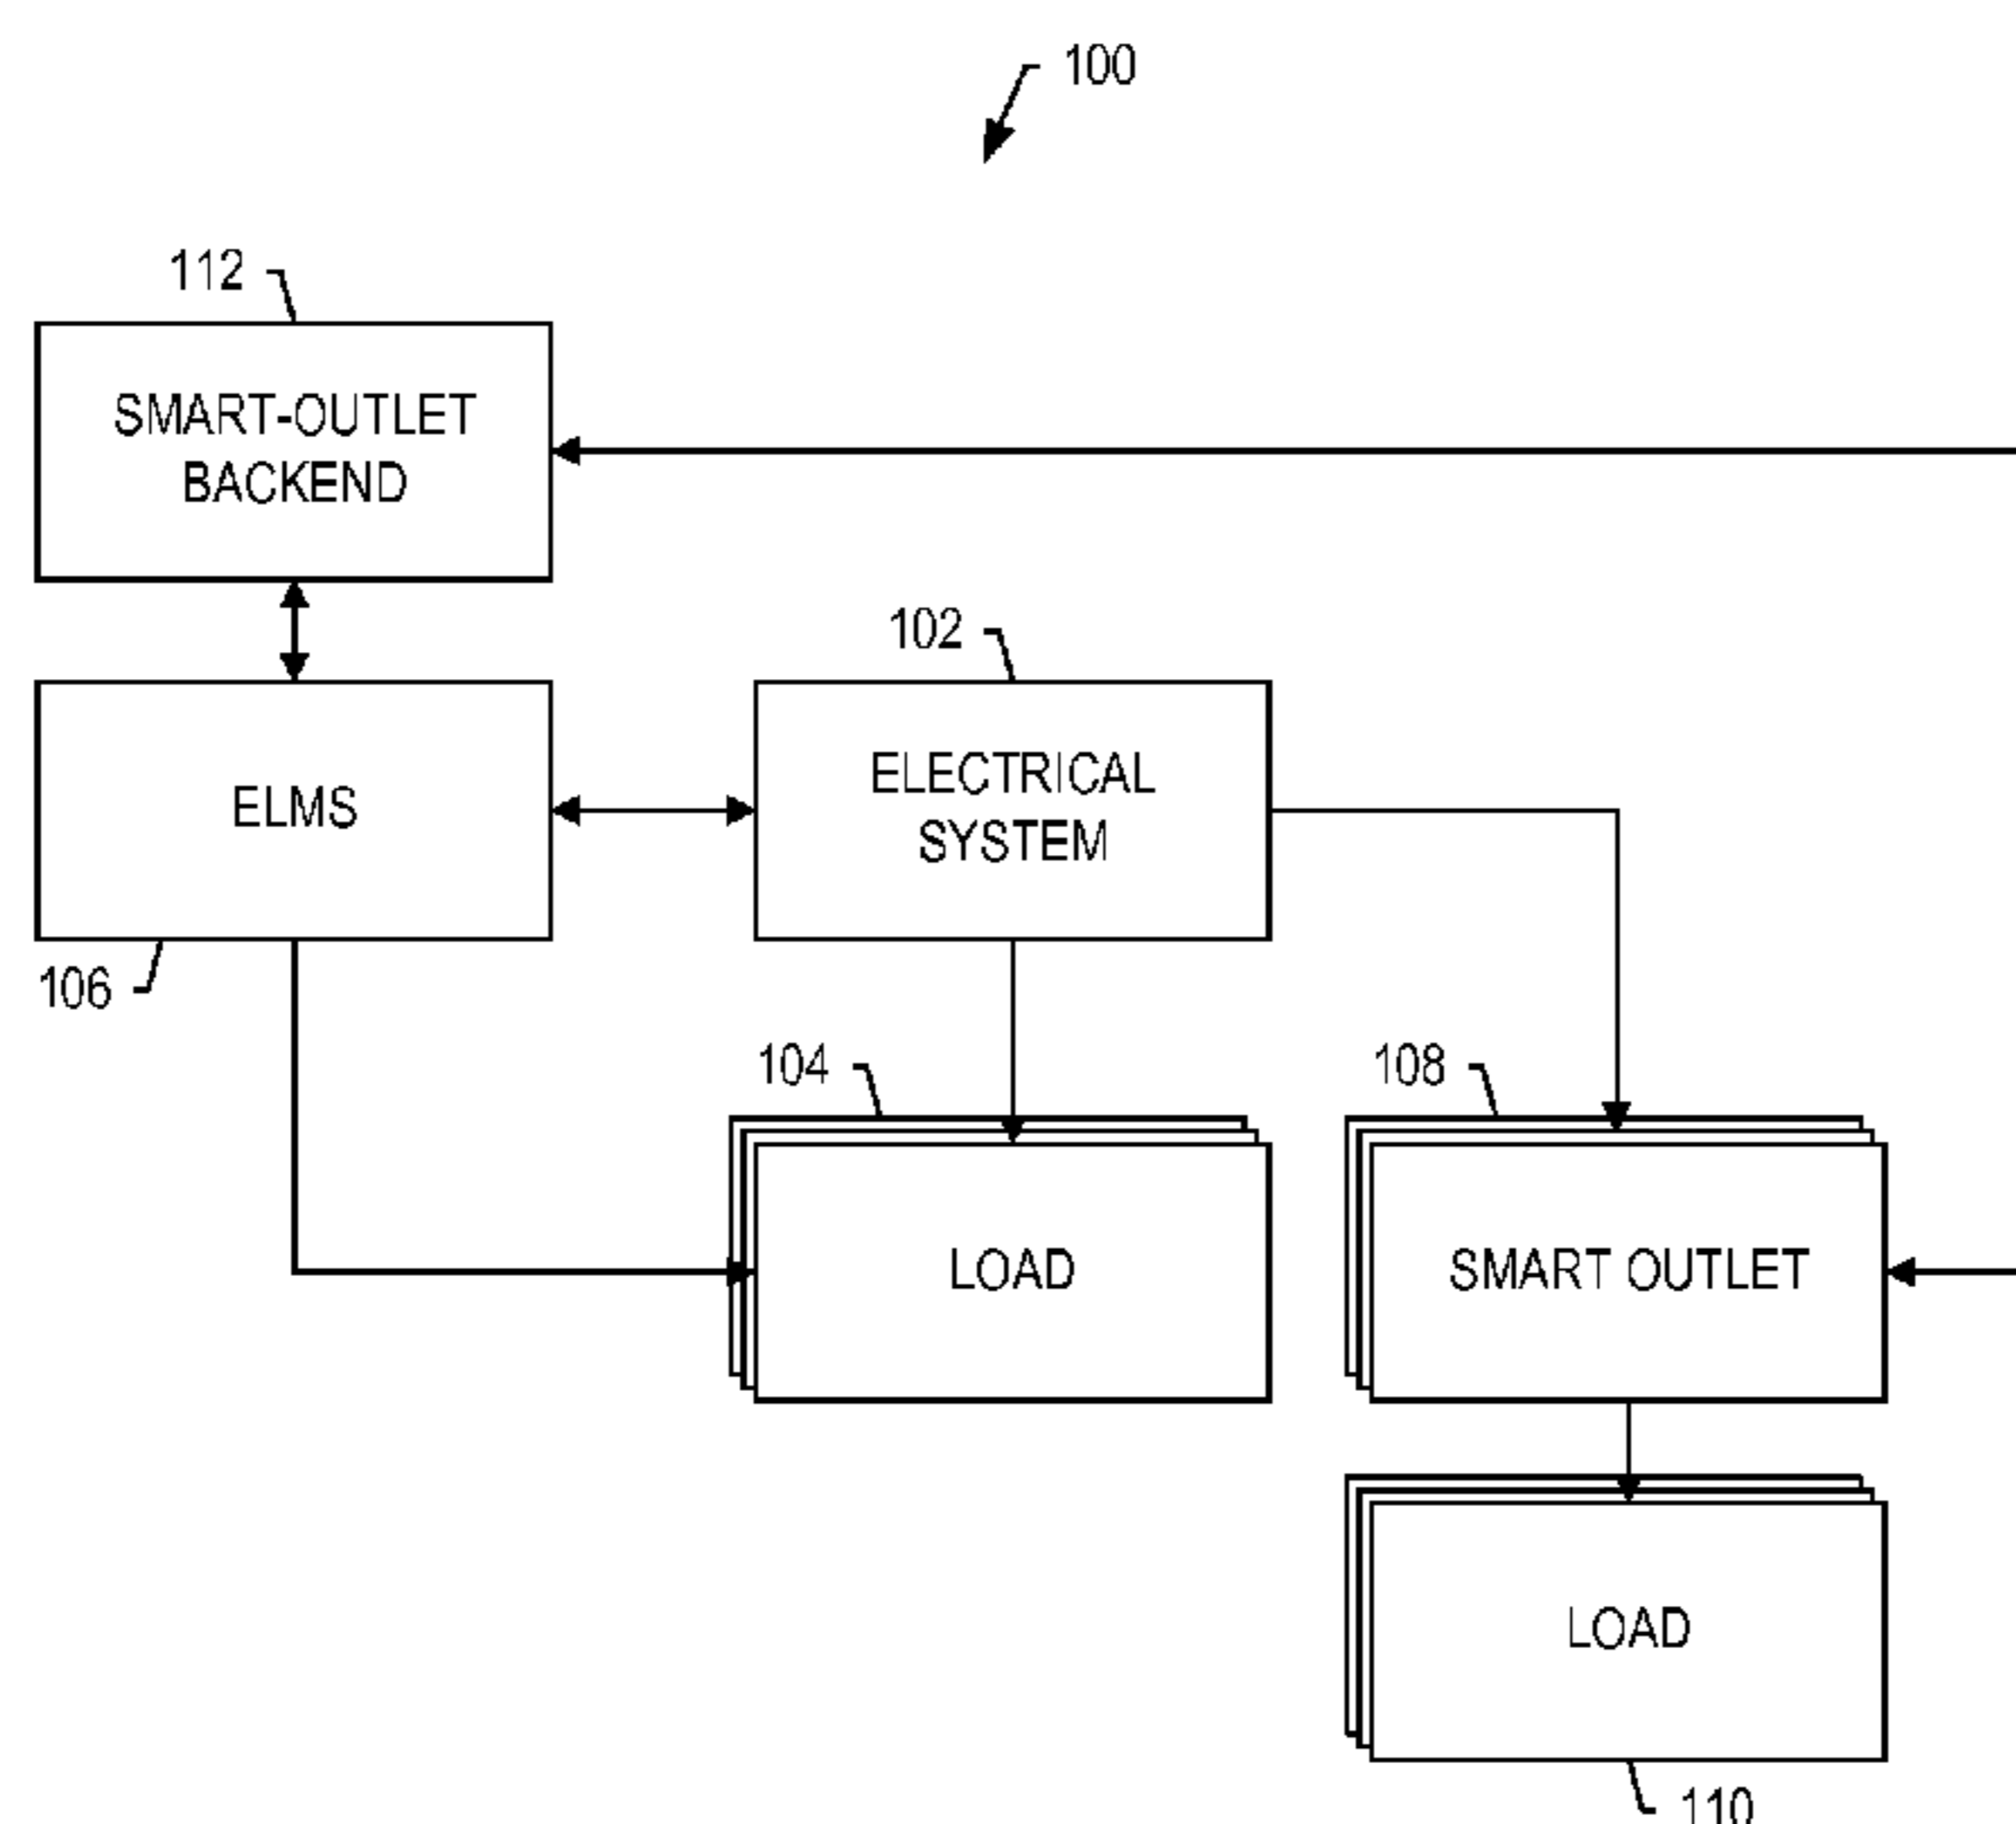 100
112
SMART-OUTLET
BACKEND
102
ELMS
ELECTRICAL
SYSTEM
106
104
108
LOAD
SMART OUTLET
LOAD
110